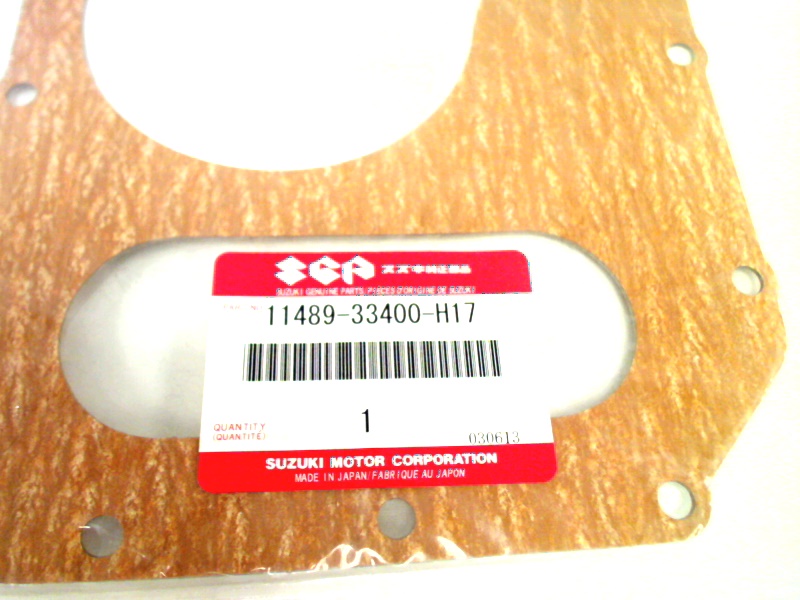 SGP スズキ純正部品
SUZUKI GENUINE PARTS/PIECES D'ORIGINE DE SUZUKI
11489-33400-H17
QUANTITY
(QUANTITE)
1
030613
SUZUKI MOTOR CORPORATION
MADE IN JAPAN/FABRIQUE AU JAPON